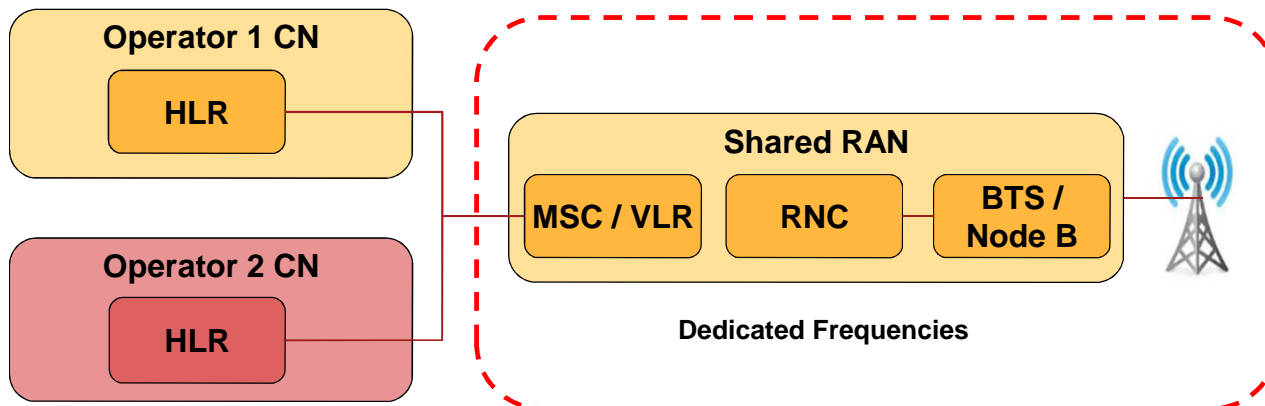 Operator 1 CN
HLR
Operator 2 CN
HLR
Shared RAN
MSC / VLR
RNC
BTS /
Node B
Dedicated Frequencies